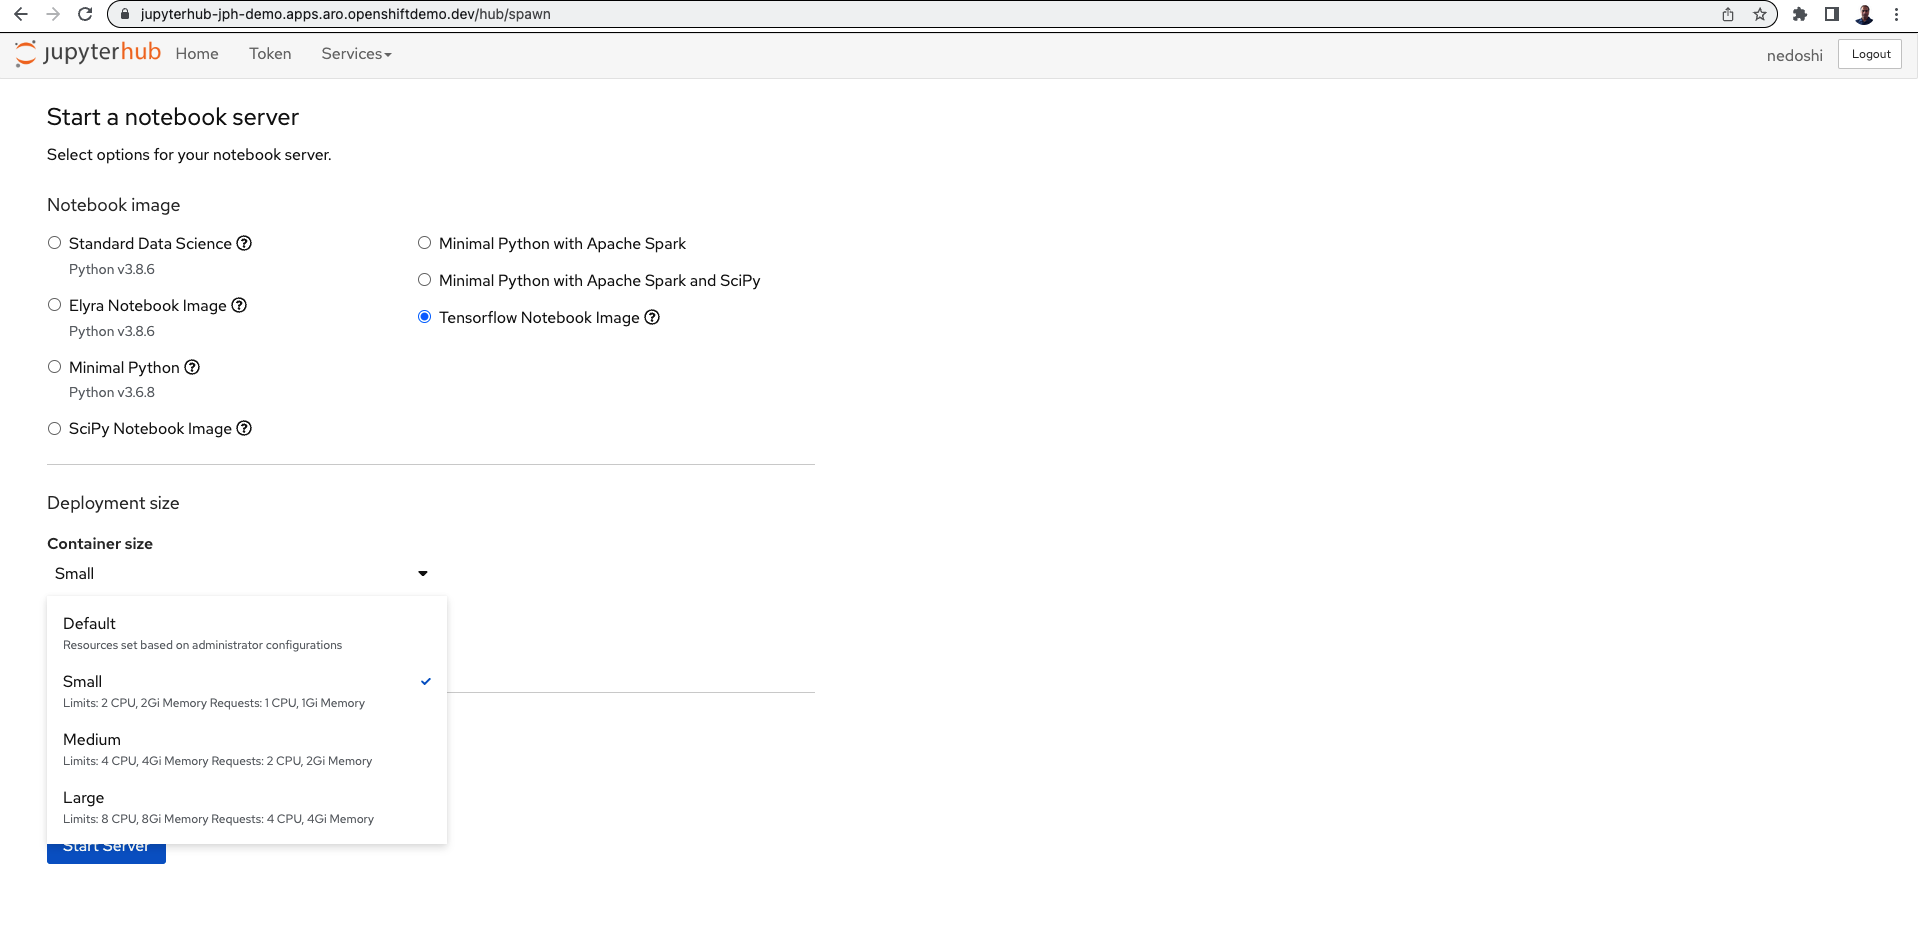 jupyterhub-jph-demo.apps.aro.openshiftdemo.dev/hub/spawn
jupyterhub Home Token Services nedoshi Logout
Start a notebook server
Select options for your notebook server.
Notebook image
Standard Data Science
Python v3.8.6
Elyra Notebook Image
Python v3.8.6
Minimal Python
Python v3.6.8
SciPy Notebook Image
Minimal Python with Apache Spark
Minimal Python with Apache Spark and SciPy
Tensorflow Notebook Image
Deployment size
Container size
Small
Default
Resources set based on administrator configurations
Small
Limits: 2 CPU, 2Gi Memory Requests: 1 CPU, 1Gi Memory
Medium
Limits: 4 CPU, 4Gi Memory Requests: 2 CPU, 2Gi Memory
Large
Limits: 8 CPU, 8Gi Memory Requests: 4 CPU, 4Gi Memory
Start Server